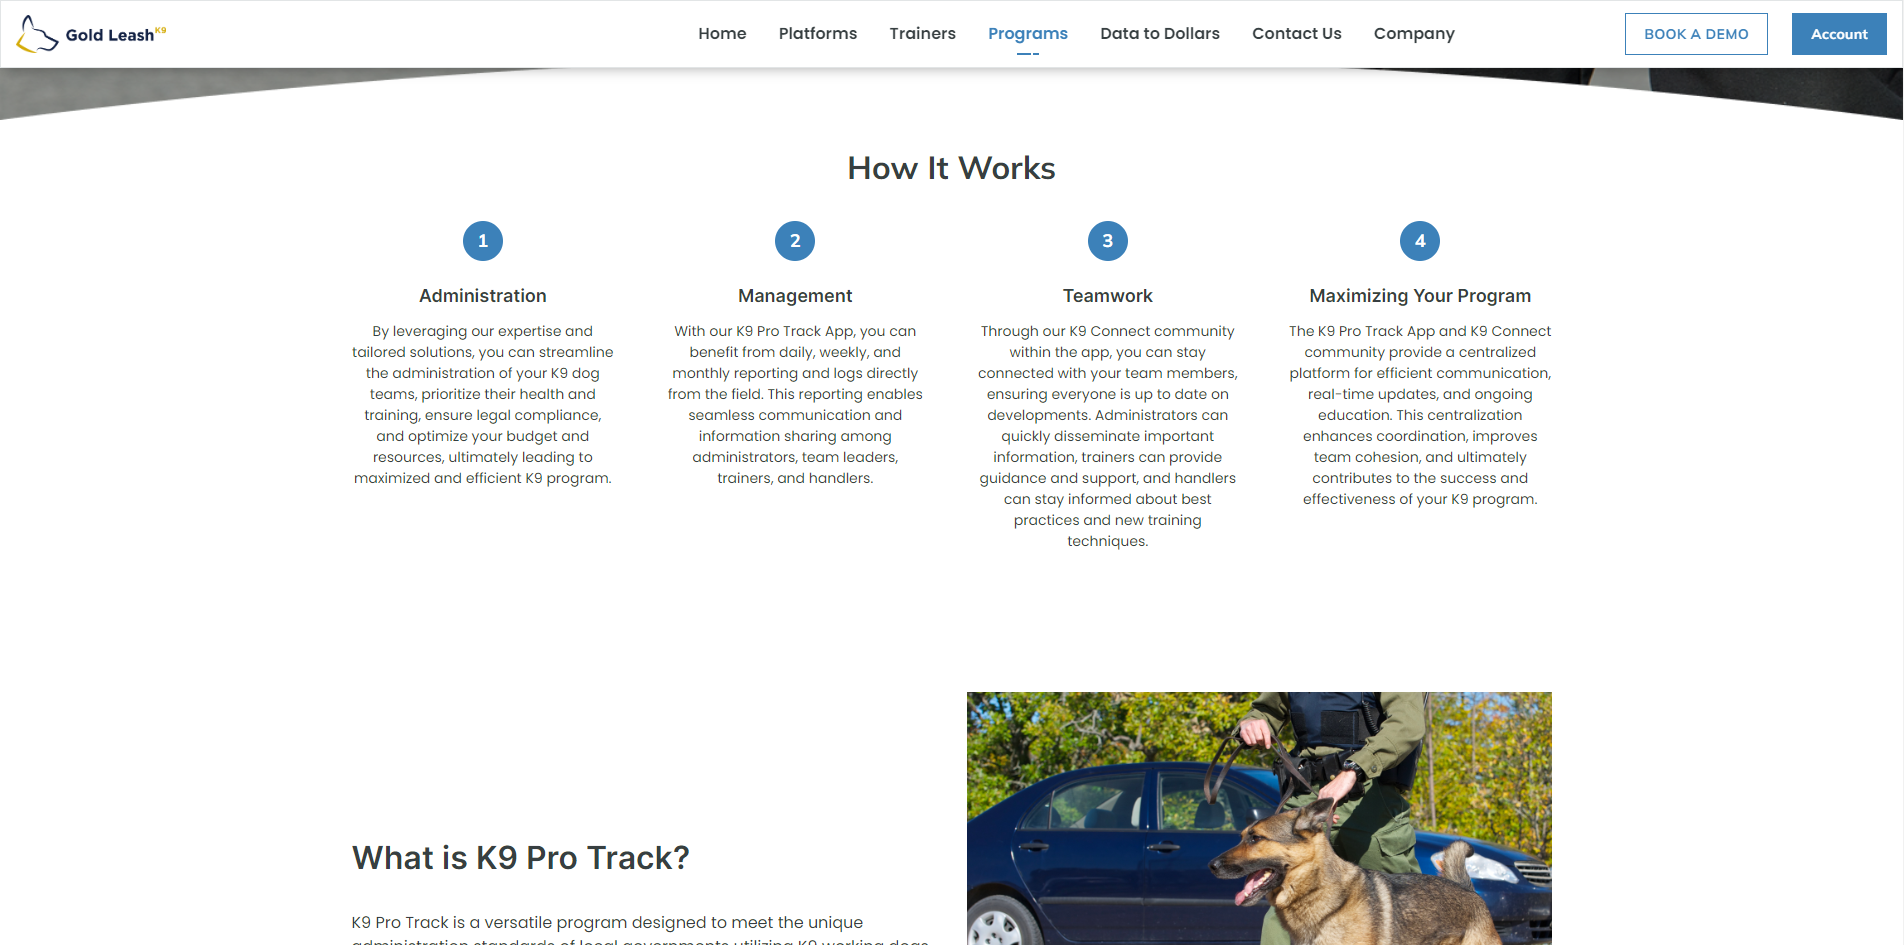 Gold Leash K9
Home Platforms Trainers Programs Data to Dollars Contact Us Company
BOOK A DEMO
Account
How It Works
1
Administration
By leveraging our expertise and
tailored solutions, you can streamline
the administration of your K9 dog
teams, prioritize their health and
training, ensure legal compliance,
and optimize your budget and
resources, ultimately leading to
maximized and efficient K9 program.
2
Management
With our K9 Pro Track App, you can
benefit from daily, weekly, and
monthly reporting and logs directly
from the field. This reporting enables
seamless communication and
information sharing among
administrators, team leaders,
trainers, and handlers.
3
Teamwork
Through our K9 Connect community
within the app, you can stay
connected with your team members,
ensuring everyone is up to date on
developments. Administrators can
quickly disseminate important
information, trainers can provide
guidance and support, and handlers
can stay informed about best
practices and new training
techniques.
4
Maximizing Your Program
The K9 Pro Track App and K9 Connect
community provide a centralized
platform for efficient communication,
real-time updates, and ongoing
education. This centralization
enhances coordination, improves
team cohesion, and ultimately
contributes to the success and
effectiveness of your K9 program.
What is K9 Pro Track?
K9 Pro Track is a versatile program designed to meet the unique
administration standards of local governments utilizing K9 working dogs